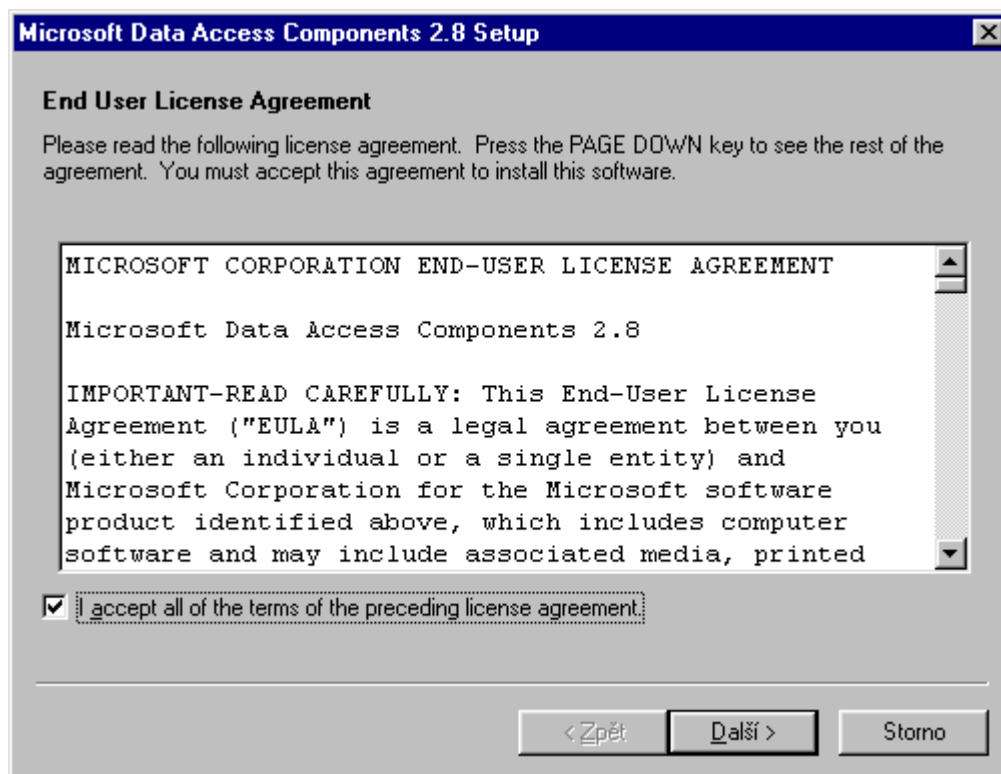 Microsoft Data Access Components 2.8 Setup
End User License Agreement
Please read the following license agreement.  Press the PAGE DOWN key to see the rest of the
agreement.  You must accept this agreement to install this software.
MICROSOFT CORPORATION END-USER LICENSE AGREEMENT
Microsoft Data Access Components 2.8
IMPORTANT-READ CAREFULLY: This End-User License
Agreement ("EULA") is a legal agreement between you
(either an individual or a single entity) and
Microsoft Corporation for the Microsoft software
product identified above, which includes computer
software and may include associated media, printed
I accept all of the terms of the preceding license agreement.
< Zpět
Další >
Storno